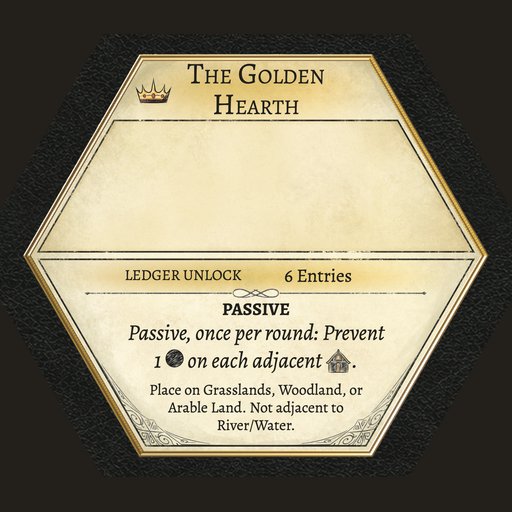 The Golden
Hearth
LEDGER UNLOCK 6 Entries
PASSIVE
Passive, once per round: Prevent
1 on each adjacent .
Place on Grasslands, Woodland, or
Arable Land. Not adjacent to
River/Water.